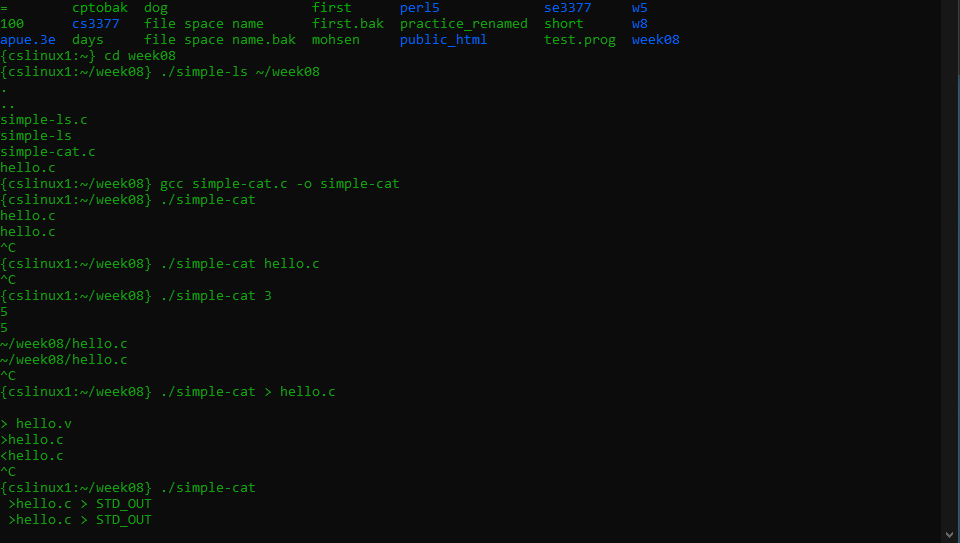 =        cptobak  dog                  first      perl5             se3377     w5
100      cs3377   file space name      first.bak  practice_renamed  short      w8
apue.3e  days     file space name.bak  mohsen     public_html       test.prog  week08
{cslinux1:~} cd week08
{cslinux1:~/week08} ./simple-ls ~/week08
.
..
simple-ls.c
simple-ls
simple-cat.c
hello.c
{cslinux1:~/week08} gcc simple-cat.c -o simple-cat
{cslinux1:~/week08} ./simple-cat
hello.c
hello.c
^C
{cslinux1:~/week08} ./simple-cat hello.c
^C
{cslinux1:~/week08} ./simple-cat 3
5
5
~/week08/hello.c
~/week08/hello.c
^C
{cslinux1:~/week08} ./simple-cat > hello.c

> hello.v
>hello.c
<hello.c
^C
{cslinux1:~/week08} ./simple-cat
 >hello.c > STD_OUT
 >hello.c > STD_OUT